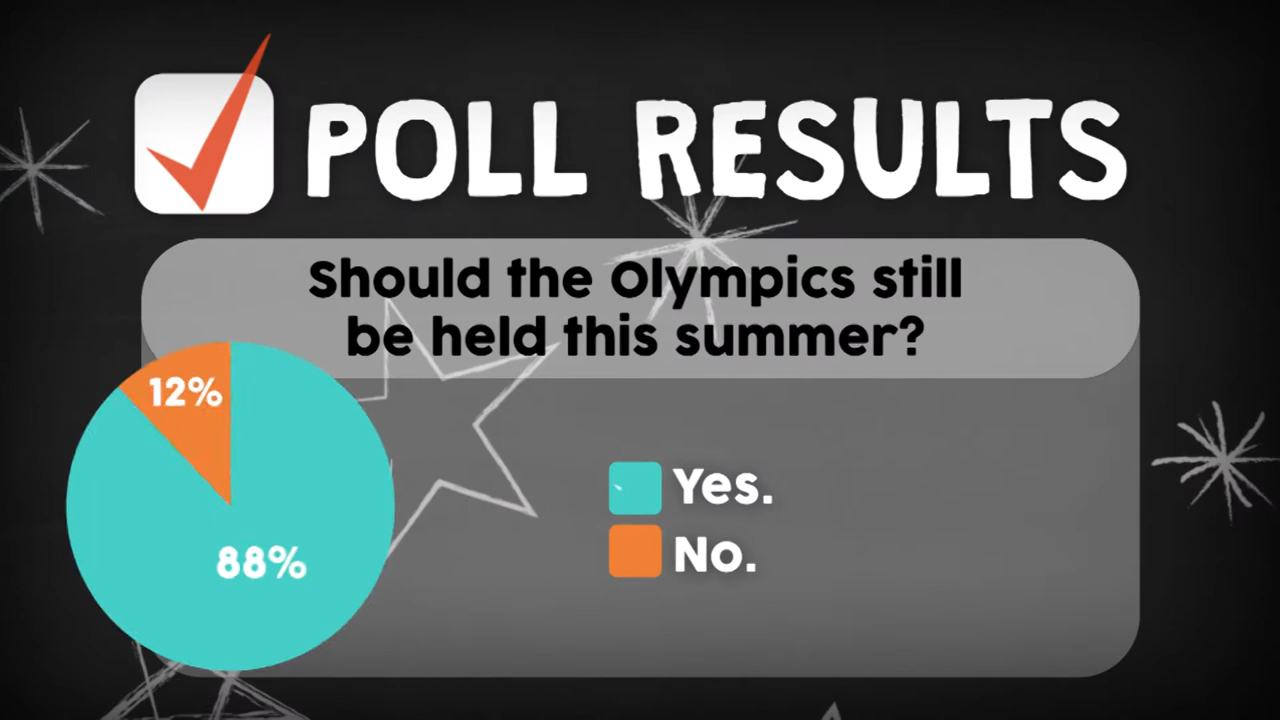 POLL RESULTS
Should the Olympics still
be held this summer?
12%
88%
Yes.
No.